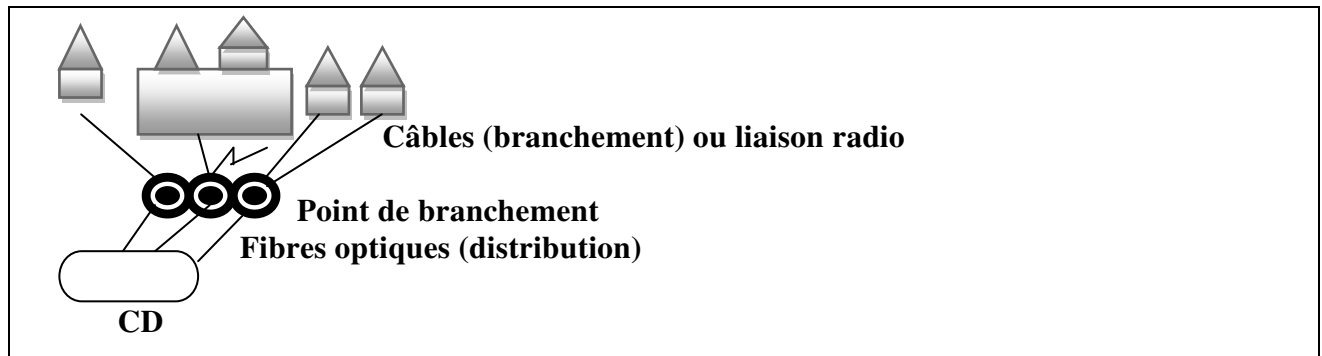 Câbles (branchement) ou liaison radio
Point de branchement
Fibres optiques (distribution)
CD